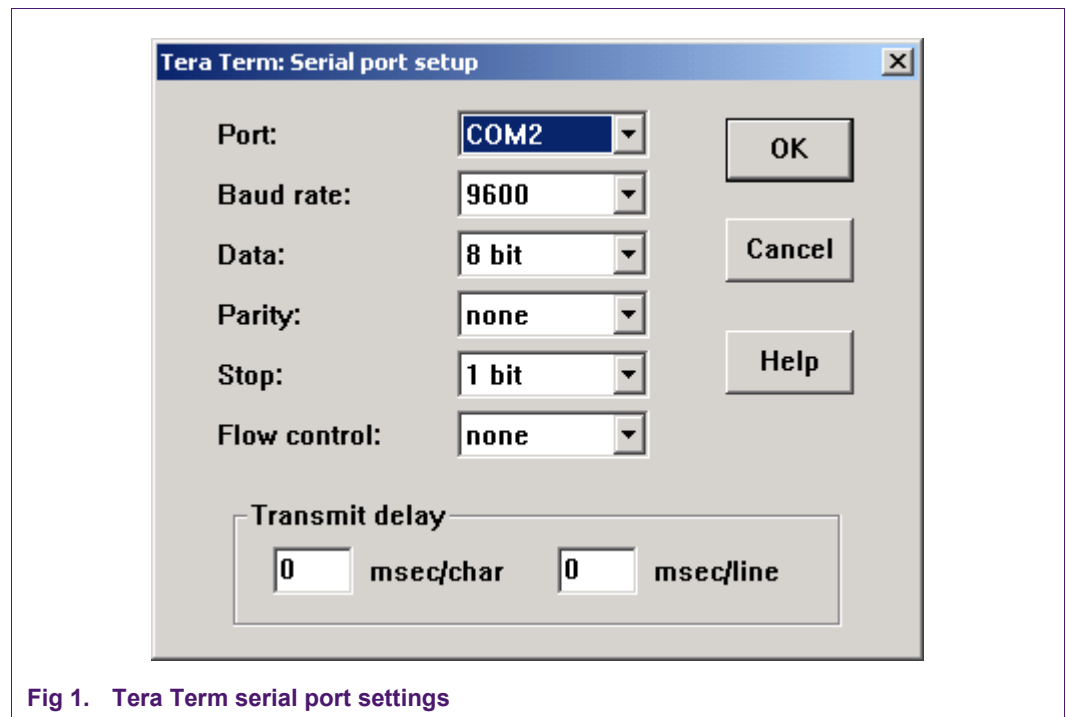 Tera Term: Serial port setup
Port: COM2 OK
Baud rate: 9600
Data: 8 bit Cancel
Parity: none
Stop: 1 bit Help
Flow control: none
Transmit delay
0 msec/char 0 msec/line
Fig 1. Tera Term serial port settings